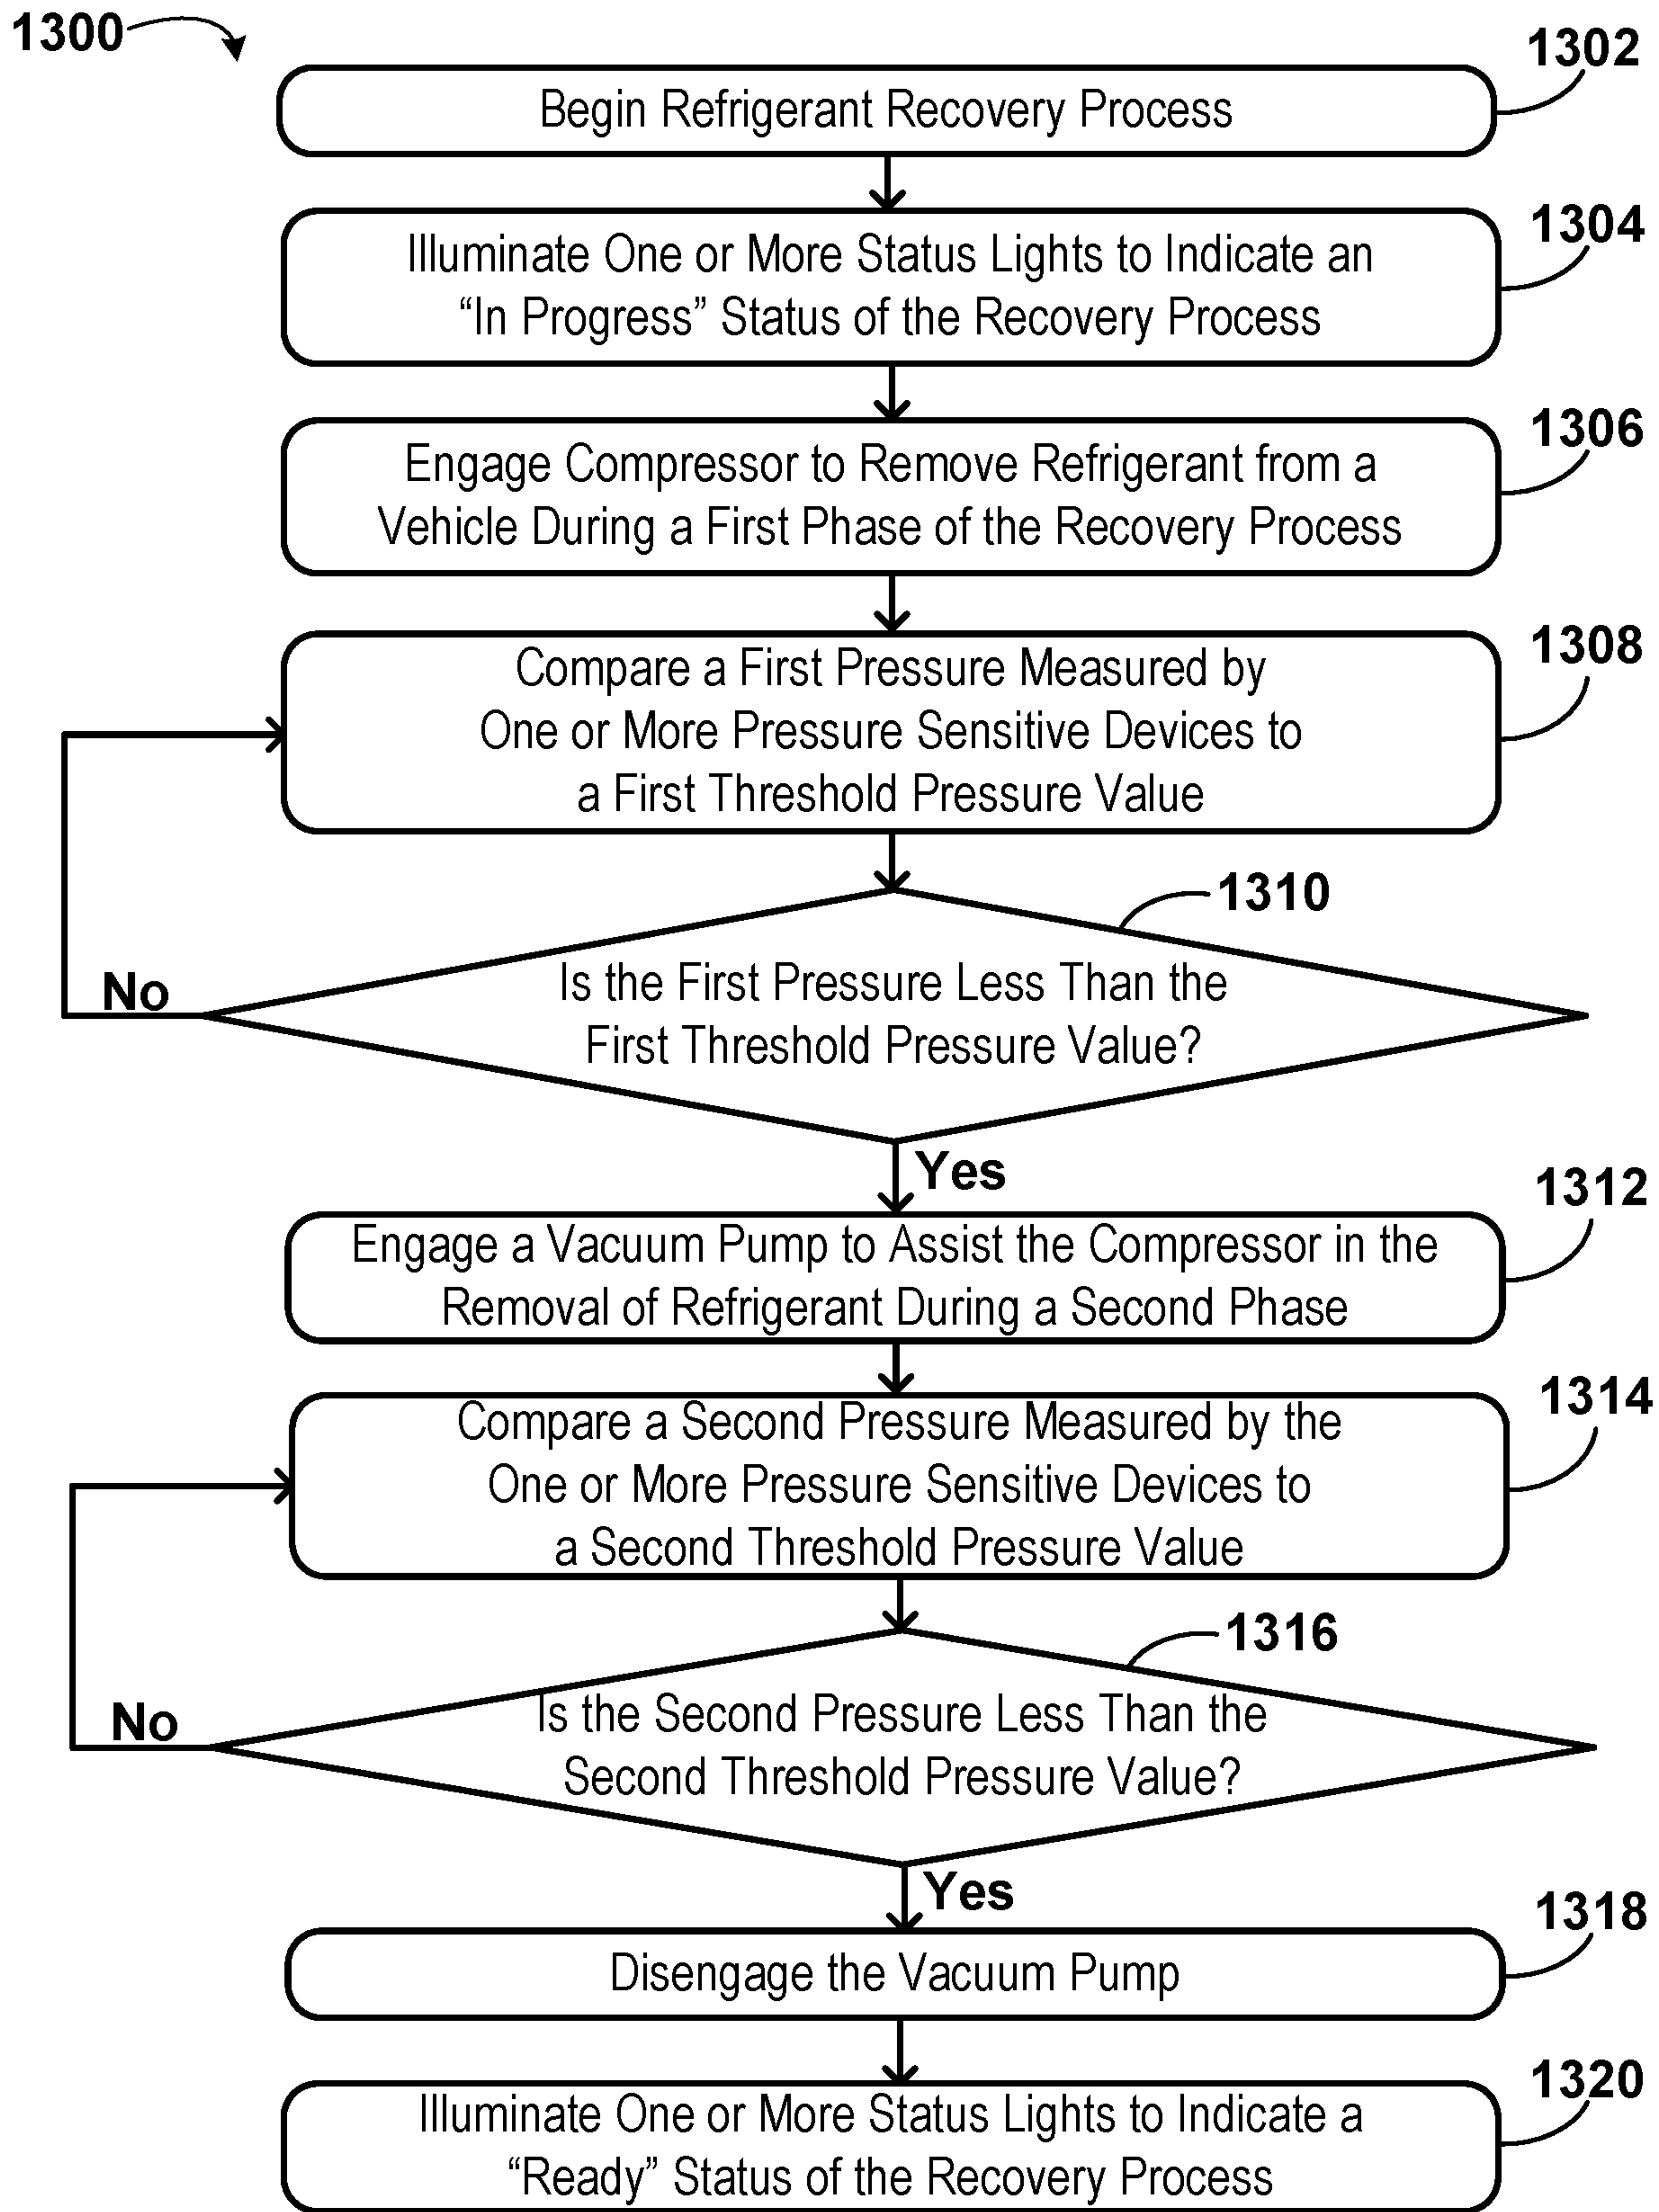 1300
1302
Begin Refrigerant Recovery Process
1304
Illuminate One or More Status Lights to Indicate an
“In Progress” Status of the Recovery Process
1306
Engage Compressor to Remove Refrigerant from a
Vehicle During a First Phase of the Recovery Process
1308
Compare a First Pressure Measured by
One or More Pressure Sensitive Devices to
a First Threshold Pressure Value
1310
Is the First Pressure Less Than the
First Threshold Pressure Value?
No
Yes
1312
Engage a Vacuum Pump to Assist the Compressor in the
Removal of Refrigerant During a Second Phase
1314
Compare a Second Pressure Measured by the
One or More Pressure Sensitive Devices to
a Second Threshold Pressure Value
1316
Is the Second Pressure Less Than the
Second Threshold Pressure Value?
No
Yes
1318
Disengage the Vacuum Pump
1320
Illuminate One or More Status Lights to Indicate a
“Ready” Status of the Recovery Process